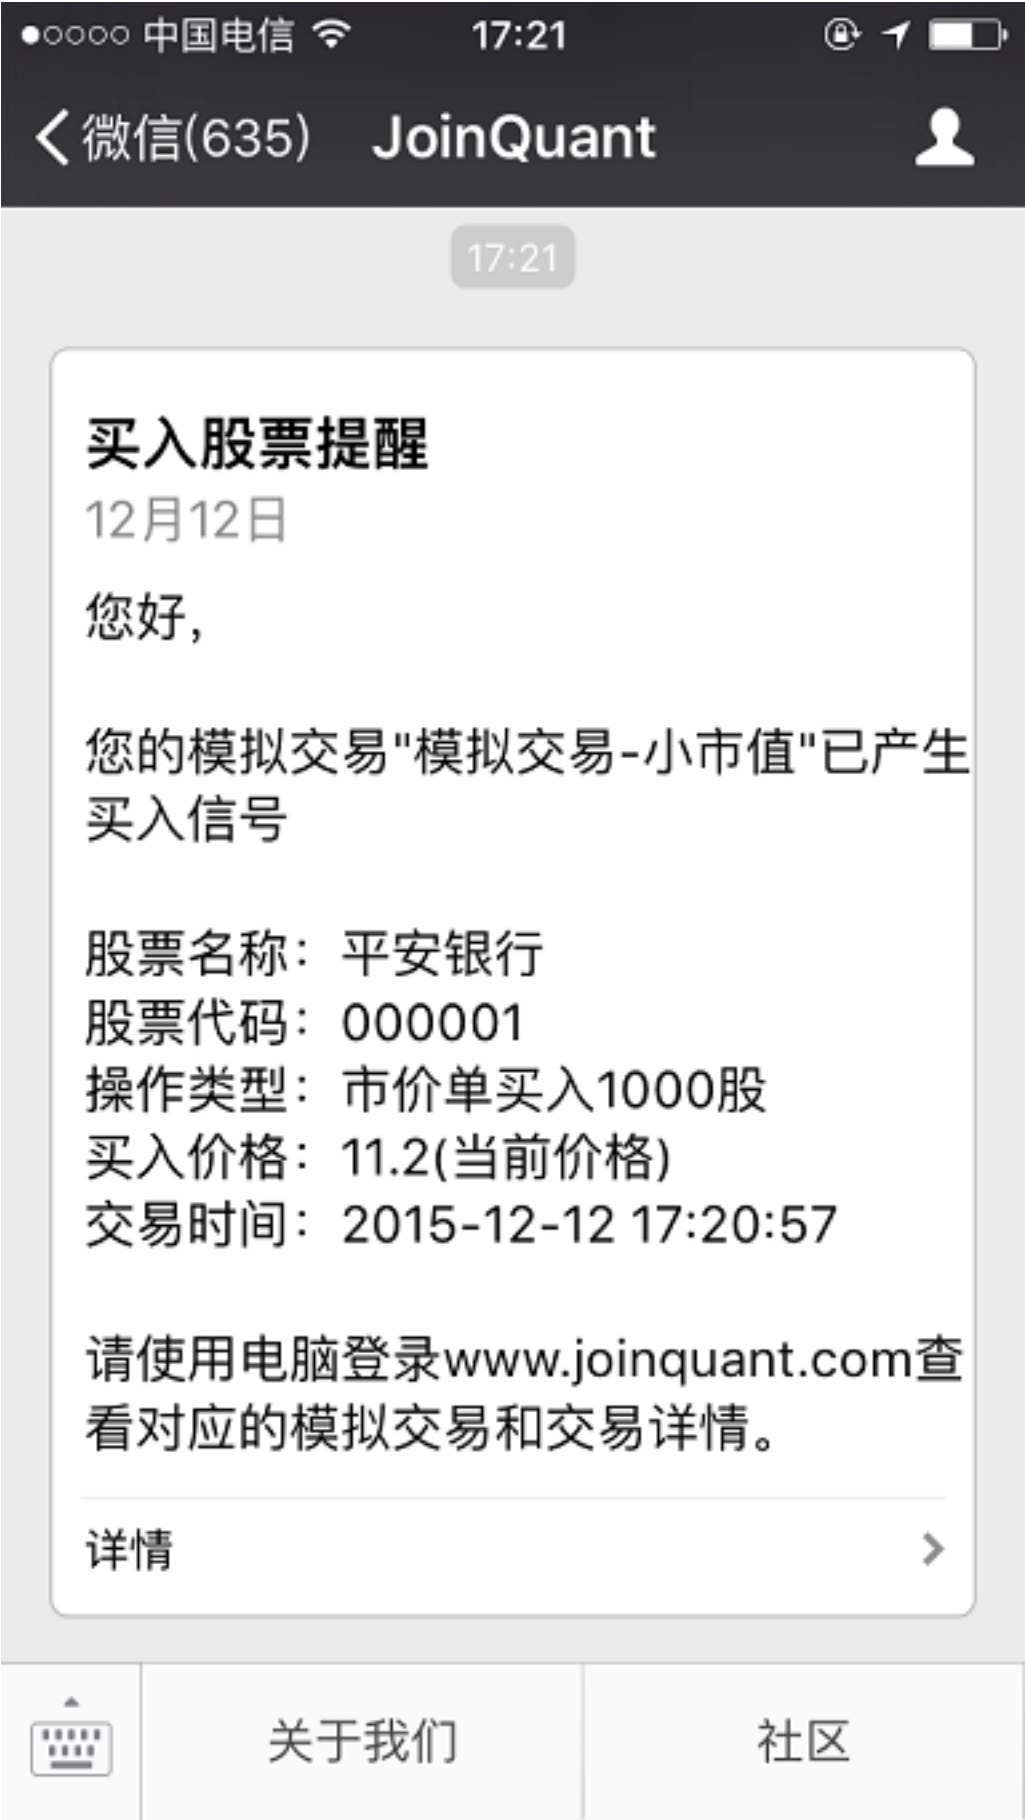 中国电信 17:21
微信(635) JoinQuant
17:21
买入股票提醒
12月12日
您好,
您的模拟交易"模拟交易-小市值"已产生
买入信号
股票名称：平安银行
股票代码：000001
操作类型：市价单买入1000股
买入价格：11.2(当前价格)
交易时间：2015-12-12 17:20:57
请使用电脑登录www.joinquant.com查
看对应的模拟交易和交易详情。
详情
关于我们 社区